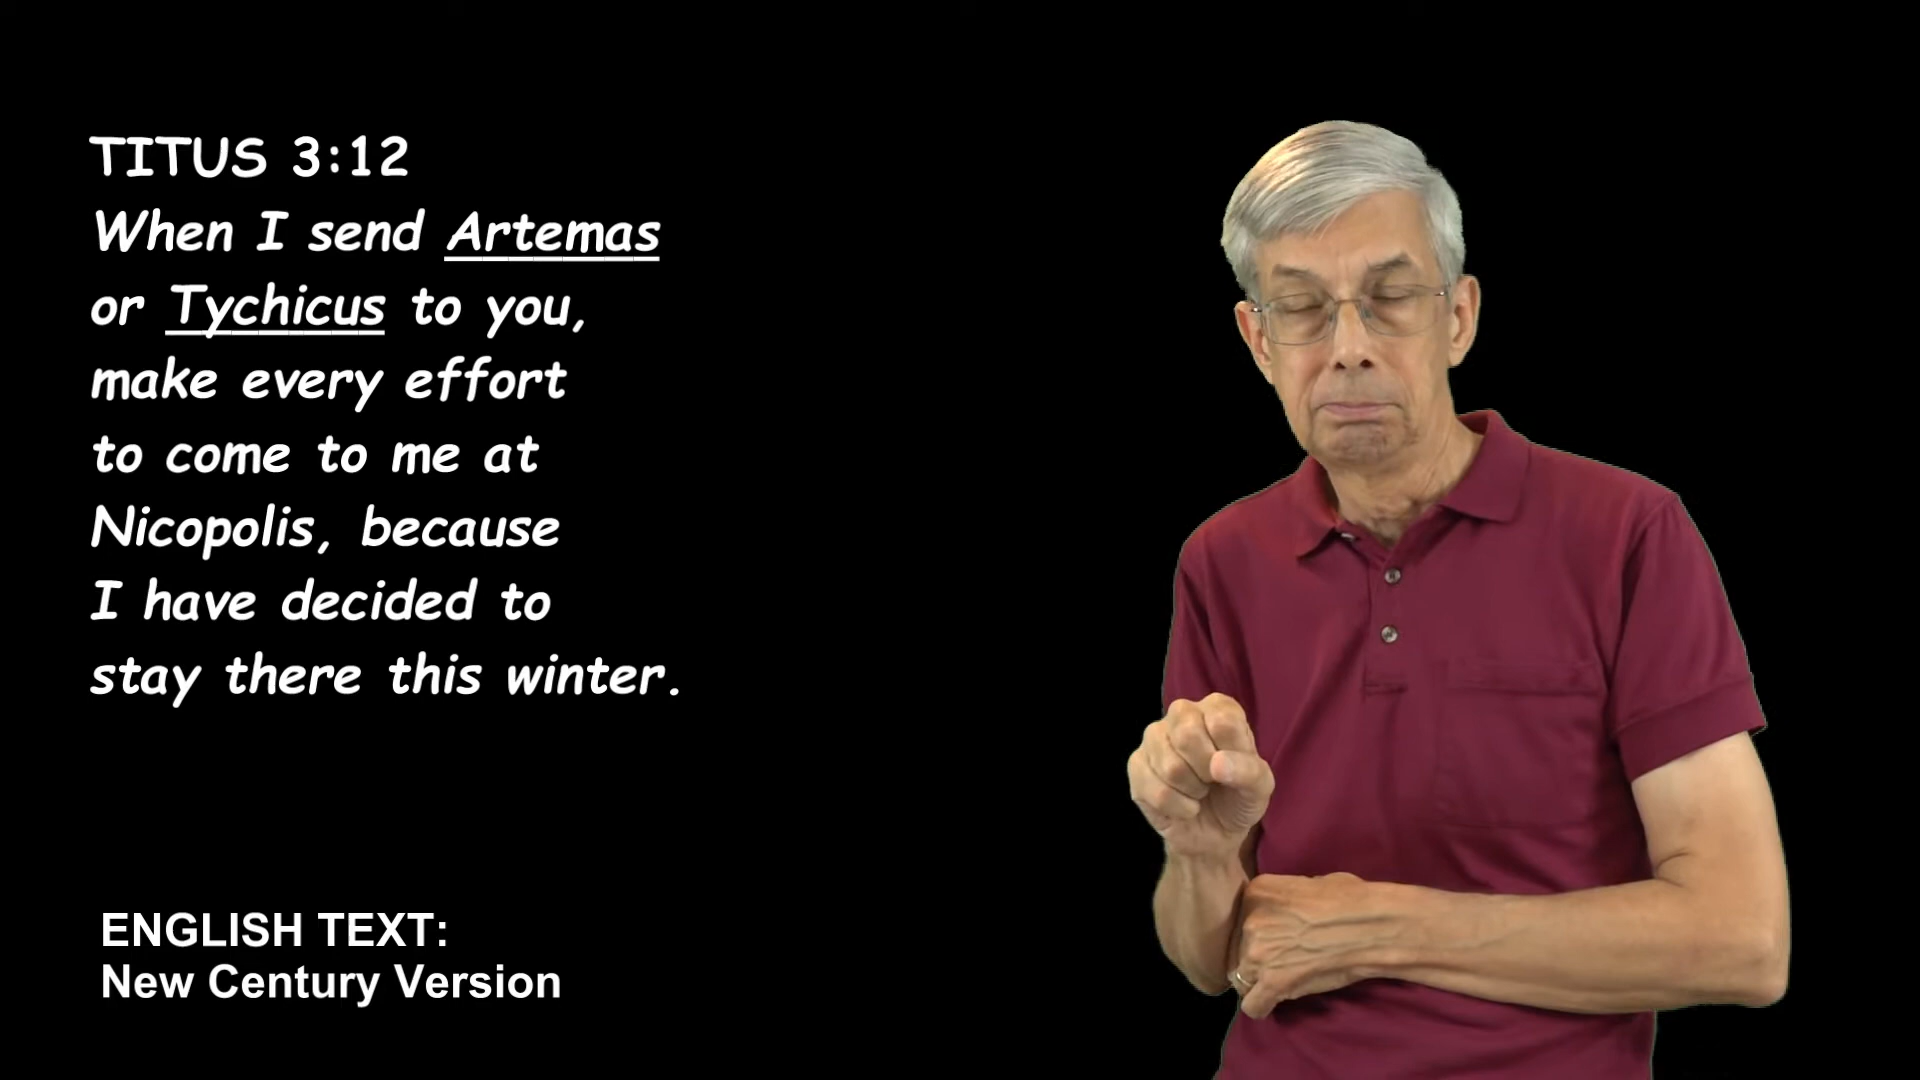 TITUS 3:12
When I send Artemas
or Tychicus to you,
make every effort
to come to me at
Nicopolis, because
I have decided to
stay there this winter.
ENGLISH TEXT:
New Century Version